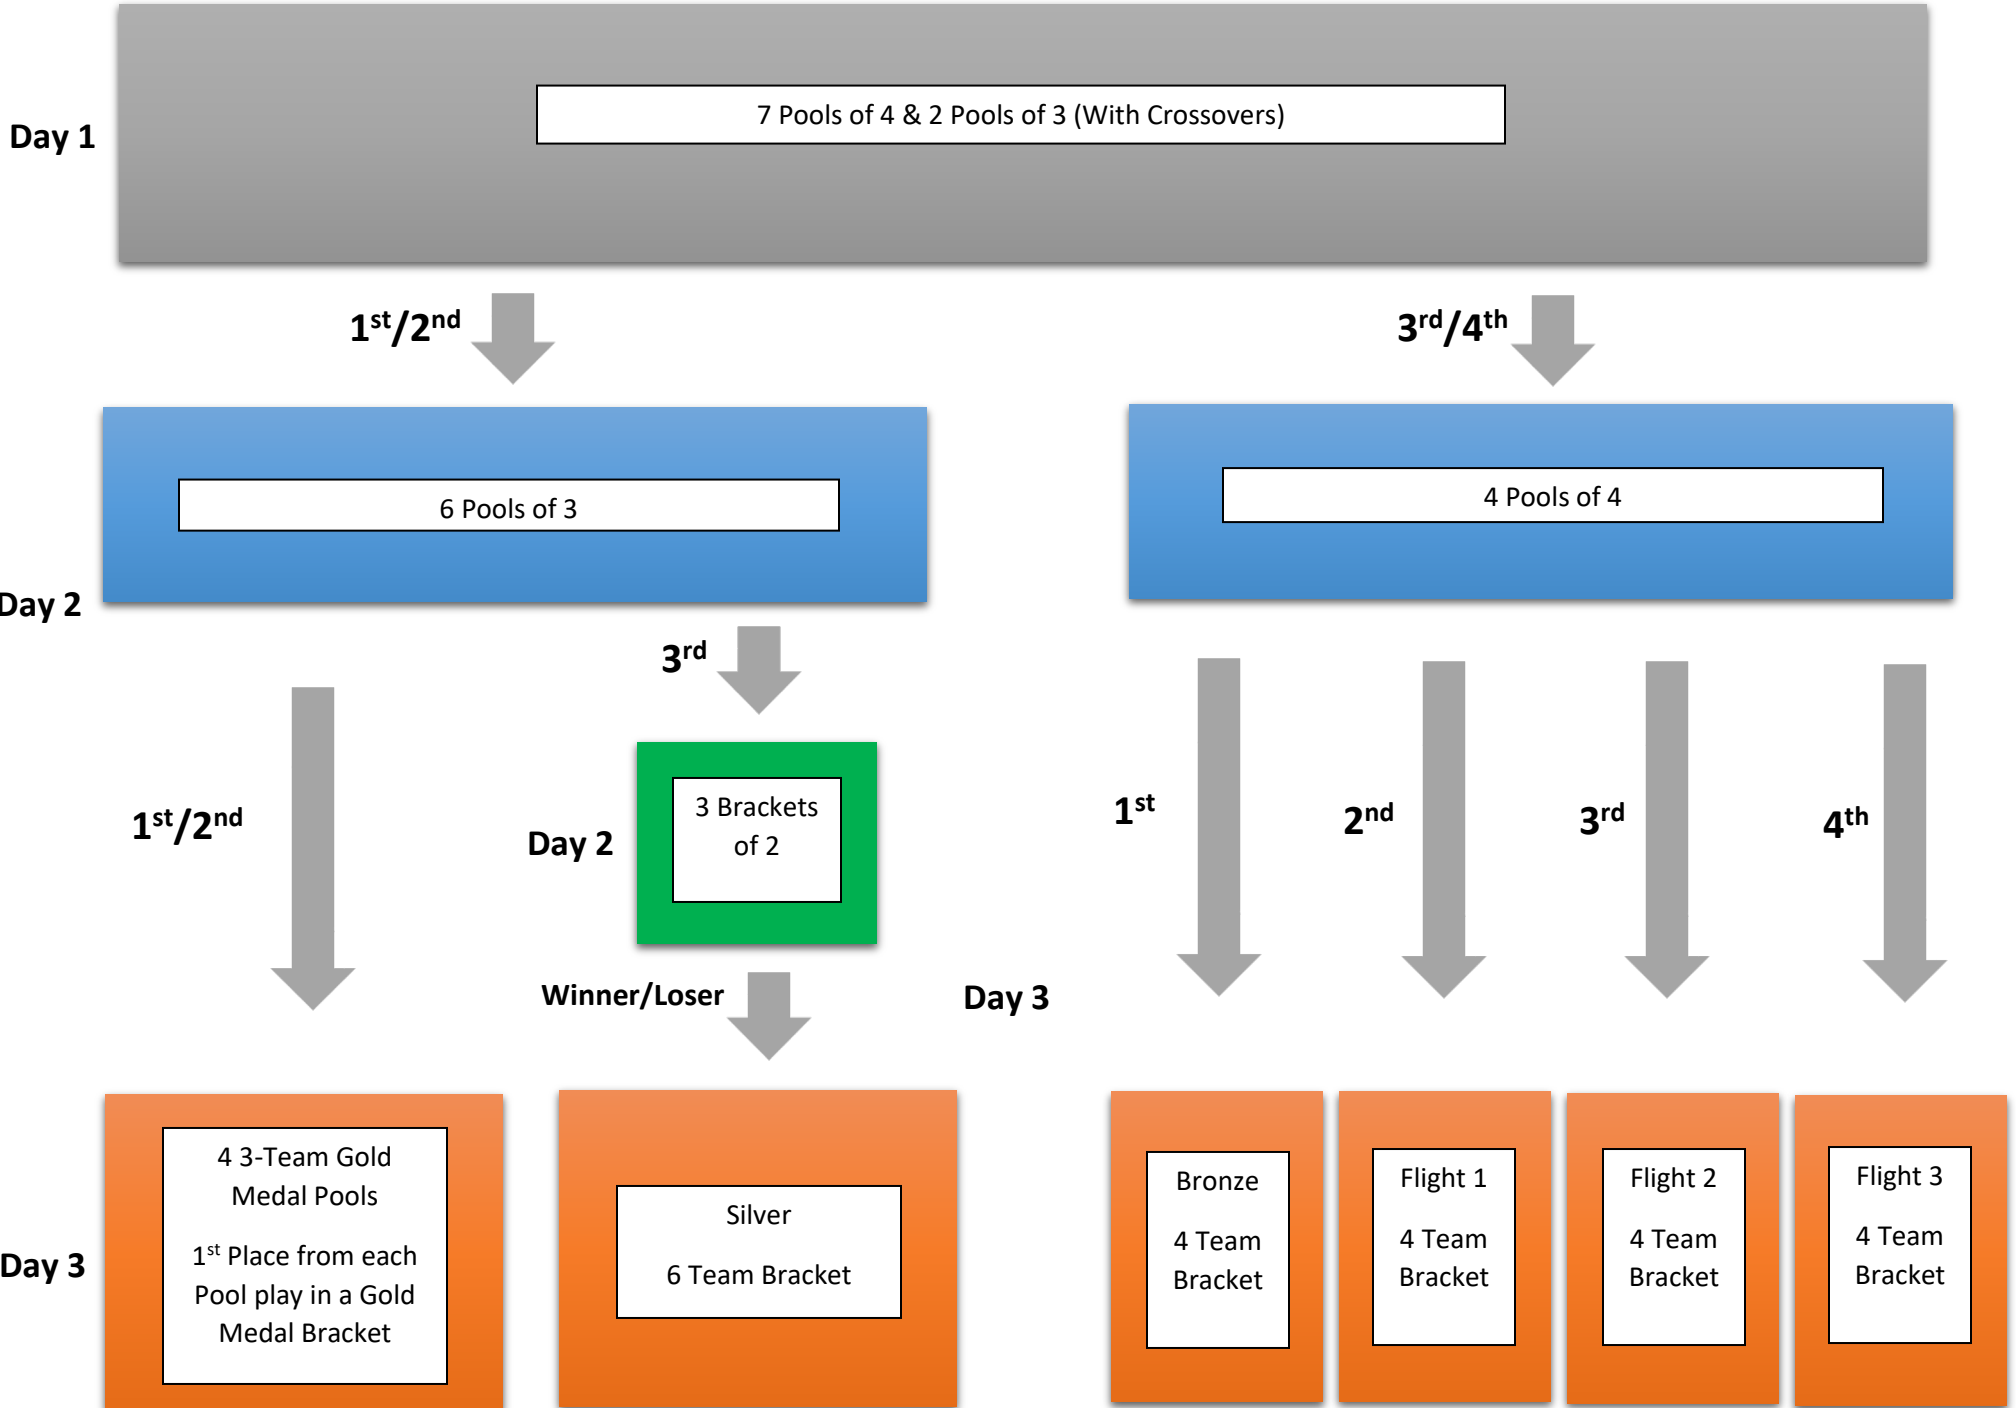 Day 1
7 Pools of 4 & 2 Pools of 3 (With Crossovers)
1st/2nd
3rd/4th
6 Pools of 3
4 Pools of 4
Day 2
3rd
1st/2nd
Day 2
3 Brackets
of 2
1st
2nd
3rd
4th
Winner/Loser
Day 3
Day 3
4 3-Team Gold
Medal Pools
1st Place from each
Pool play in a Gold
Medal Bracket
Silver
6 Team Bracket
Bronze
4 Team
Bracket
Flight 1
4 Team
Bracket
Flight 2
4 Team
Bracket
Flight 3
4 Team
Bracket